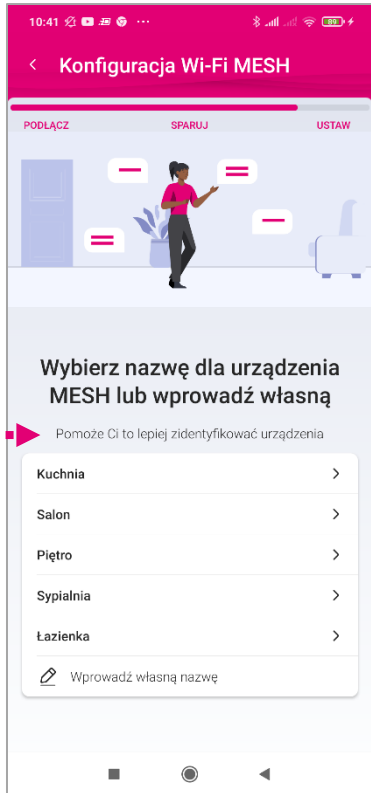 10:41
89
Konfiguracja Wi-Fi MESH
PODŁĄCZ SPARUJ USTAW
Wybierz nazwę dla urządzenia
MESH lub wprowadź własną
Pomoże Ci to lepiej zidentyfikować urządzenia
Kuchnia
Salon
Piętro
Sypialnia
Łazienka
Wprowadź własną nazwę